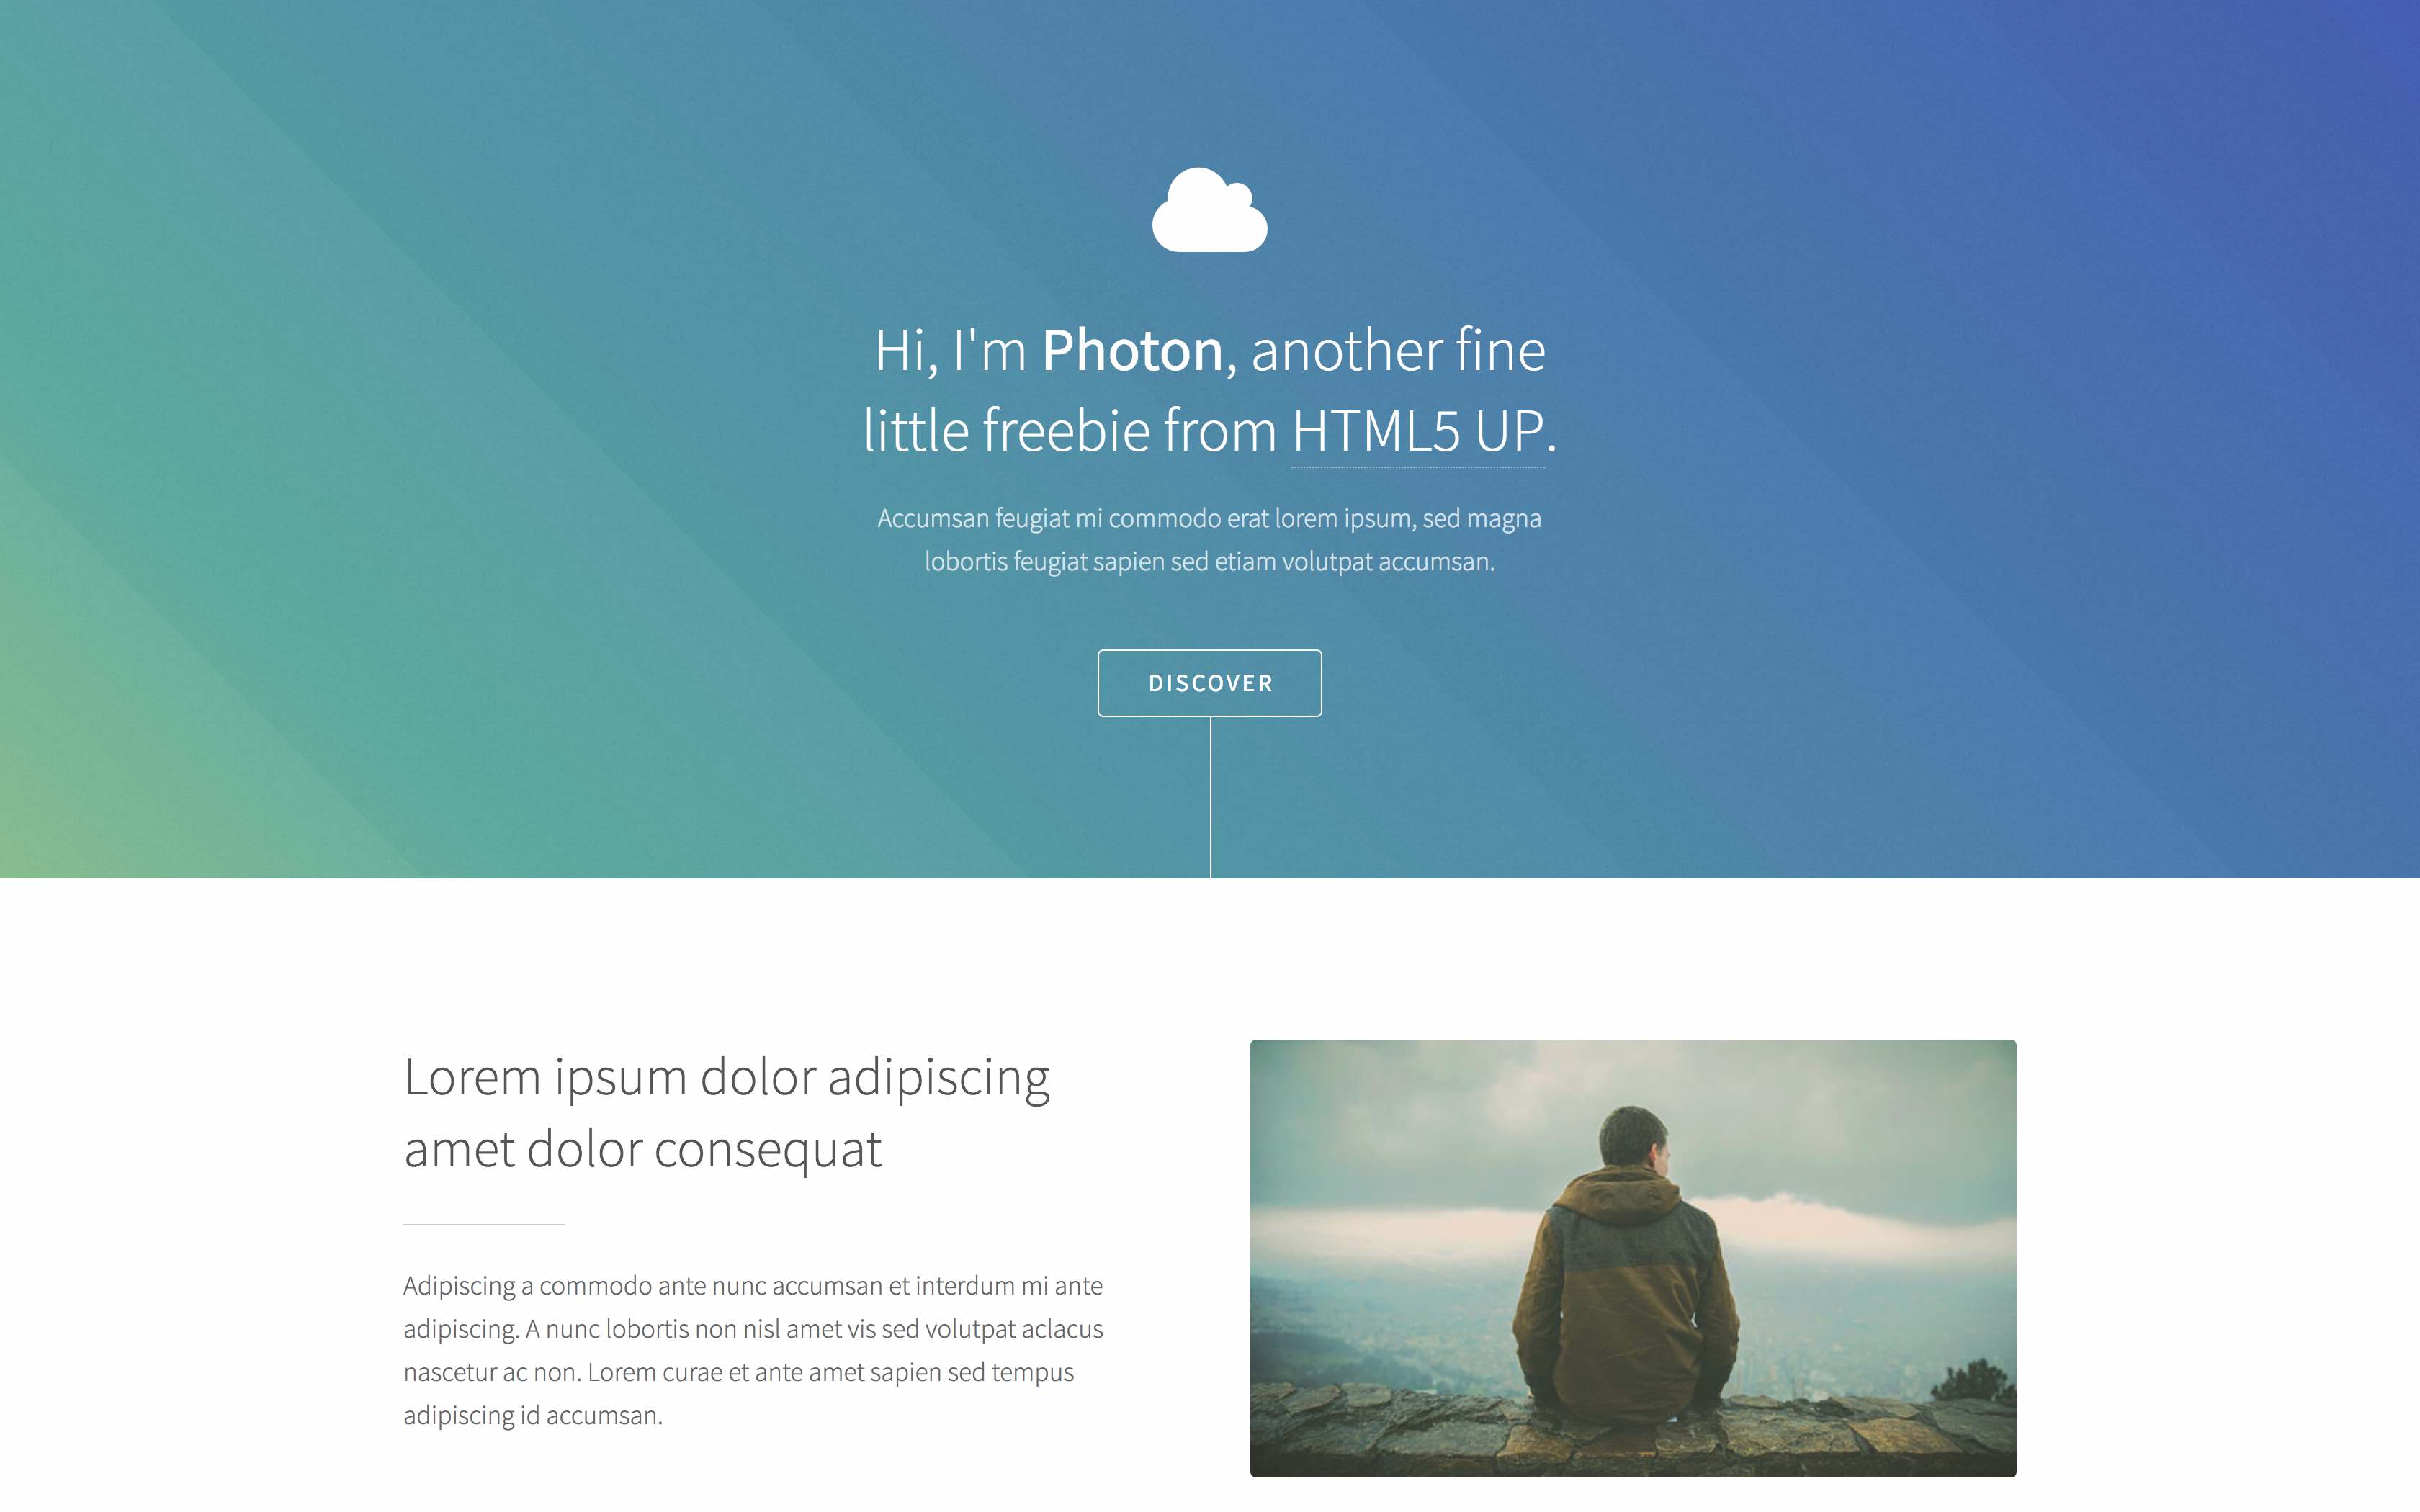 Hi, I'm Photon, another fine
little freebie from HTML5 UP.
Accumsan feugiat mi commodo erat lorem ipsum, sed magna
lobortis feugiat sapien sed etiam volutpat accumsan.
DISCOVER
Lorem ipsum dolor adipiscing
amet dolor consequat
Adipiscing a commodo ante nunc accumsan et interdum mi ante
adipiscing. A nunc lobortis non nisl amet vis sed volutpat aclacus
nascetur ac non. Lorem curae et ante amet sapien sed tempus
adipiscing id accumsan.